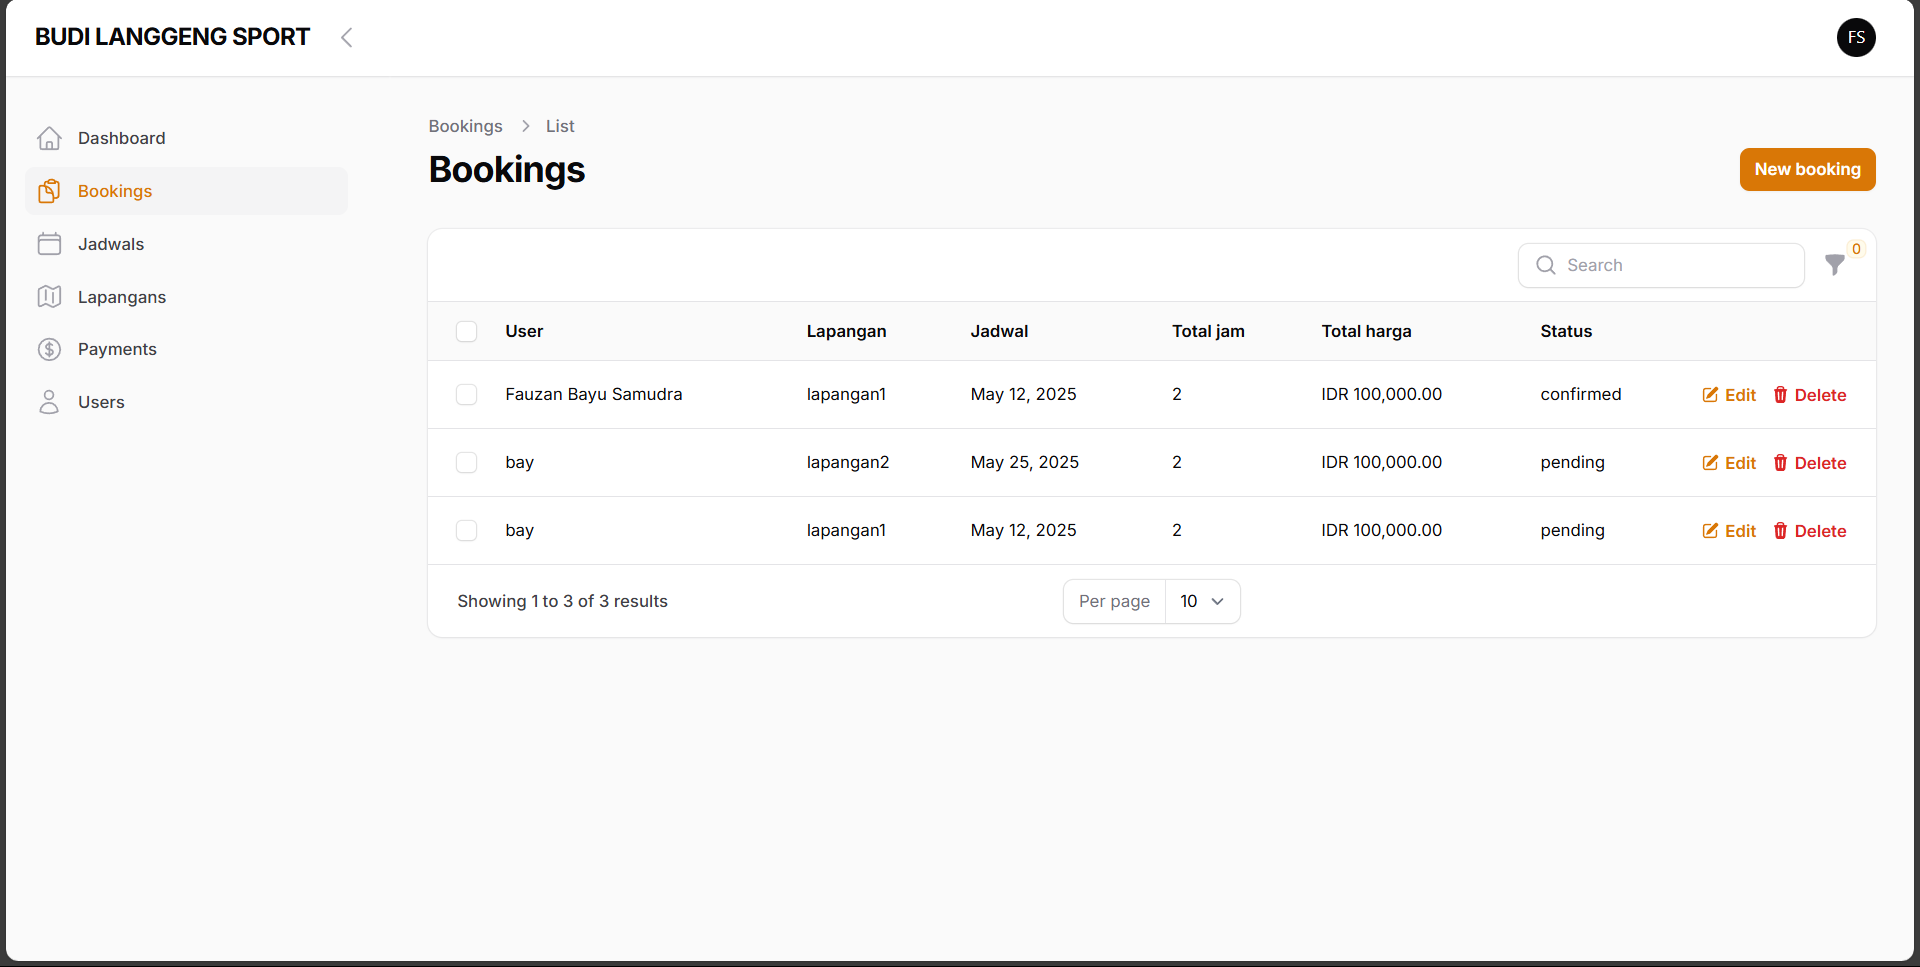 BUDI LANGGENG SPORT
FS
Dashboard
Bookings
Jadwals
Lapangans
Payments
Users
Bookings List
Bookings
New booking
Search
0
User Lapangan Jadwal Total jam Total harga Status
Fauzan Bayu Samudra lapangan1 May 12, 2025 2 IDR 100,000.00 confirmed Edit Delete
bay lapangan2 May 25, 2025 2 IDR 100,000.00 pending Edit Delete
bay lapangan1 May 12, 2025 2 IDR 100,000.00 pending Edit Delete
Showing 1 to 3 of 3 results Per page 10